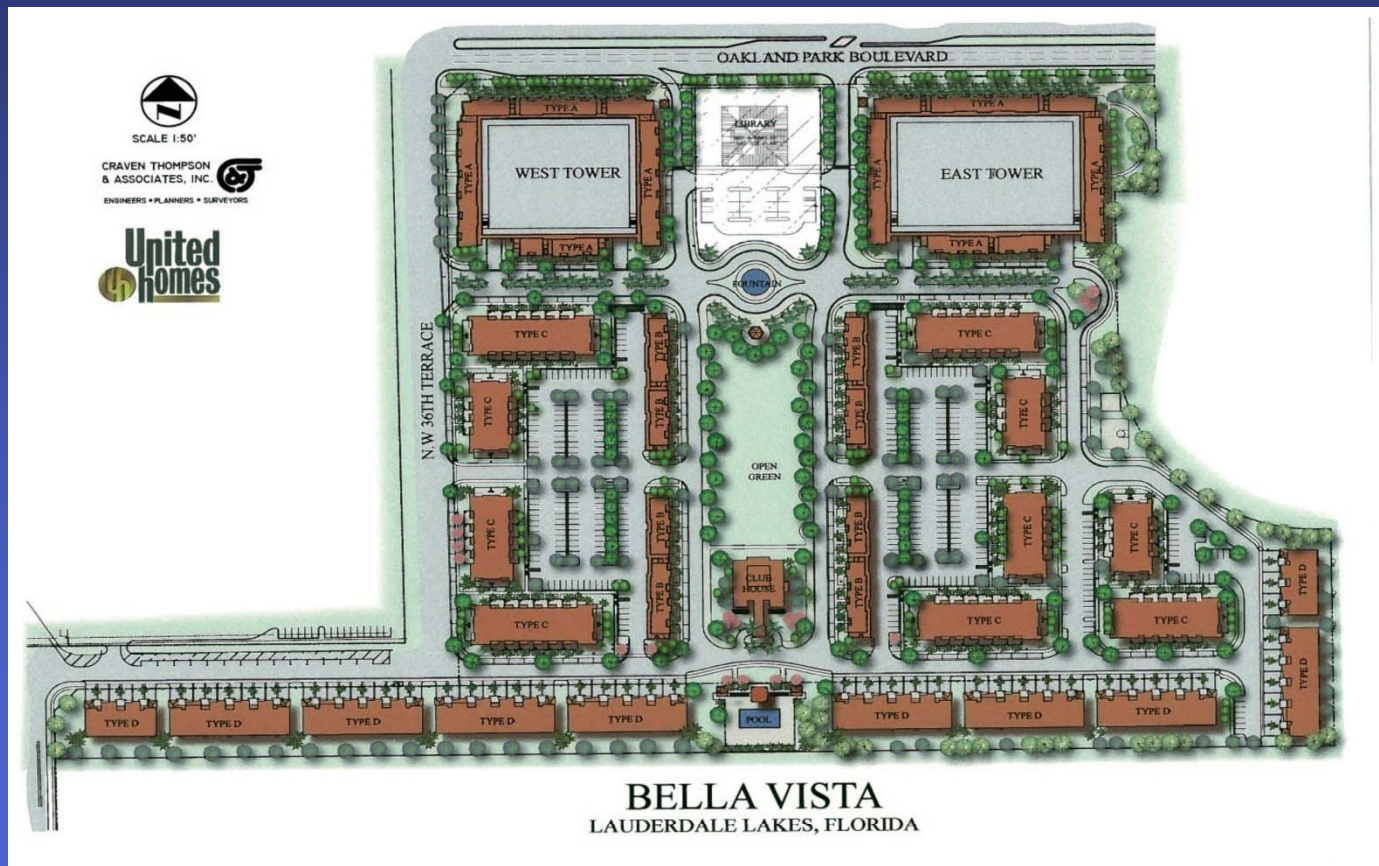 OAKLAND PARK BOULEVARD
N
SCALE 1:50'
CRAVEN THOMPSON
& ASSOCIATES, INC.
ENGINEERS • PLANNERS • SURVEYORS
United
homes
TYPE A
TYPE A
WEST TOWER
TYPE A
TYPE A
LIBRARY
TYPE A
TYPE A
EAST TOWER
TYPE A
TYPE A
FOUNTAIN
N.W 36TH TERRACE
TYPE C
TYPE B
TYPE B
TYPE C
TYPE C
TYPE B
TYPE B
TYPE C
OPEN
GREEN
TYPE C
TYPE B
TYPE B
TYPE C
TYPE C
TYPE D
CLUB
HOUSE
TYPE C
TYPE B
TYPE B
TYPE C
TYPE C
TYPE D
TYPE D
TYPE D
TYPE D
TYPE D
TYPE D
POOL
TYPE D
TYPE D
TYPE D
BELLA VISTA
LAUDERDALE LAKES, FLORIDA